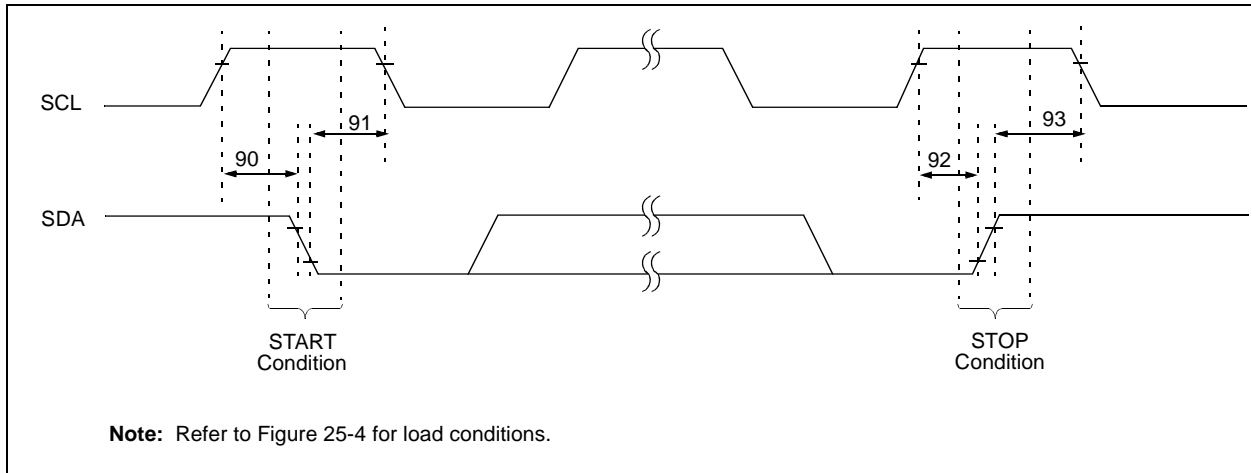 SCL
91
93
90
92
SDA
START
Condition
STOP
Condition
Note: Refer to Figure 25-4 for load conditions.